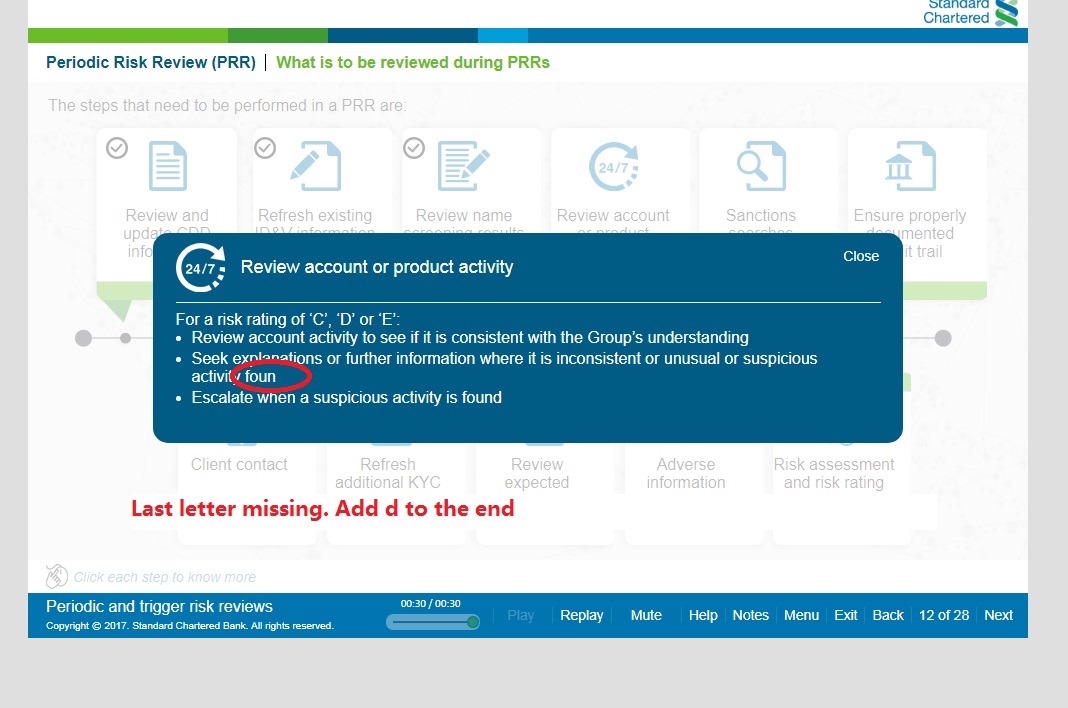 Standard
Chartered
Periodic Risk Review (PRR) | What is to be reviewed during PRRs
The steps that need to be performed in a PRR are:
24/7
Review and
Refresh existing
Review name
Review account
Sanctions
Ensure properly
update CDD
ID&V information
screening results
or product
searches
documented
24/7
Review account or product activity
Close
For a risk rating of ‘C’, ‘D’ or ‘E’:
• Review account activity to see if it is consistent with the Group’s understanding
• Seek explanations or further information where it is inconsistent or unusual or suspicious
activity foun
• Escalate when a suspicious activity is found
Client contact
Refresh
additional KYC
Review
expected
Adverse
information
Risk assessment
and risk rating
Last letter missing. Add d to the end
Click each step to know more
Periodic and trigger risk reviews
Copyright © 2017. Standard Chartered Bank. All rights reserved.
00:30 / 00:30
Play Replay Mute Help Notes Menu Exit Back 12 of 28 Next